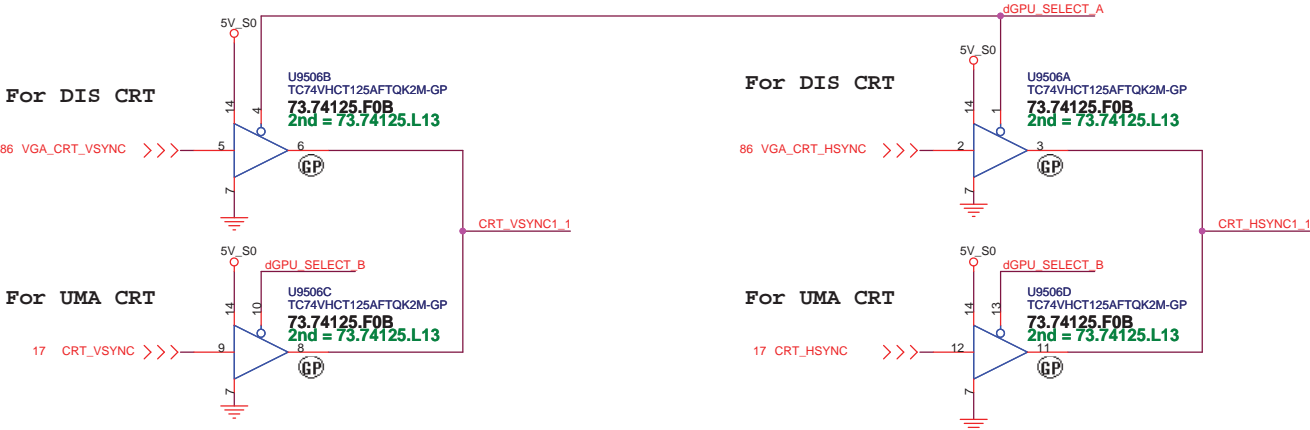 dGPU_SELECT_A
5V_S0
For DIS CRT
14
4
U9506B
TC74VHCT125AFTQK2M-GP
73.74125.F0B
2nd = 73.74125.L13
86 VGA_CRT_VSYNC
5
6
GP
7
5V_S0
For DIS CRT
14
1
U9506A
TC74VHCT125AFTQK2M-GP
73.74125.F0B
2nd = 73.74125.L13
86 VGA_CRT_HSYNC
2
3
GP
7
CRT_VSYNC1_1
CRT_HSYNC1_1
5V_S0
dGPU_SELECT_B
For UMA CRT
14
10
U9506C
TC74VHCT125AFTQK2M-GP
73.74125.F0B
2nd = 73.74125.L13
17 CRT_VSYNC
9
8
GP
7
5V_S0
dGPU_SELECT_B
For UMA CRT
14
13
U9506D
TC74VHCT125AFTQK2M-GP
73.74125.F0B
2nd = 73.74125.L13
17 CRT_HSYNC
12
11
GP
7